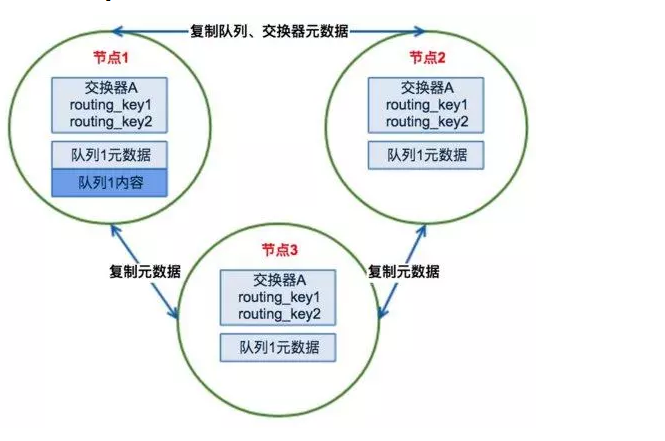 复制队列、交换器元数据
节点1
交换器A
routing_key1
routing_key2
队列1元数据
队列1内容
节点2
交换器A
routing_key1
routing_key2
队列1元数据
复制元数据
复制元数据
节点3
交换器A
routing_key1
routing_key2
队列1元数据